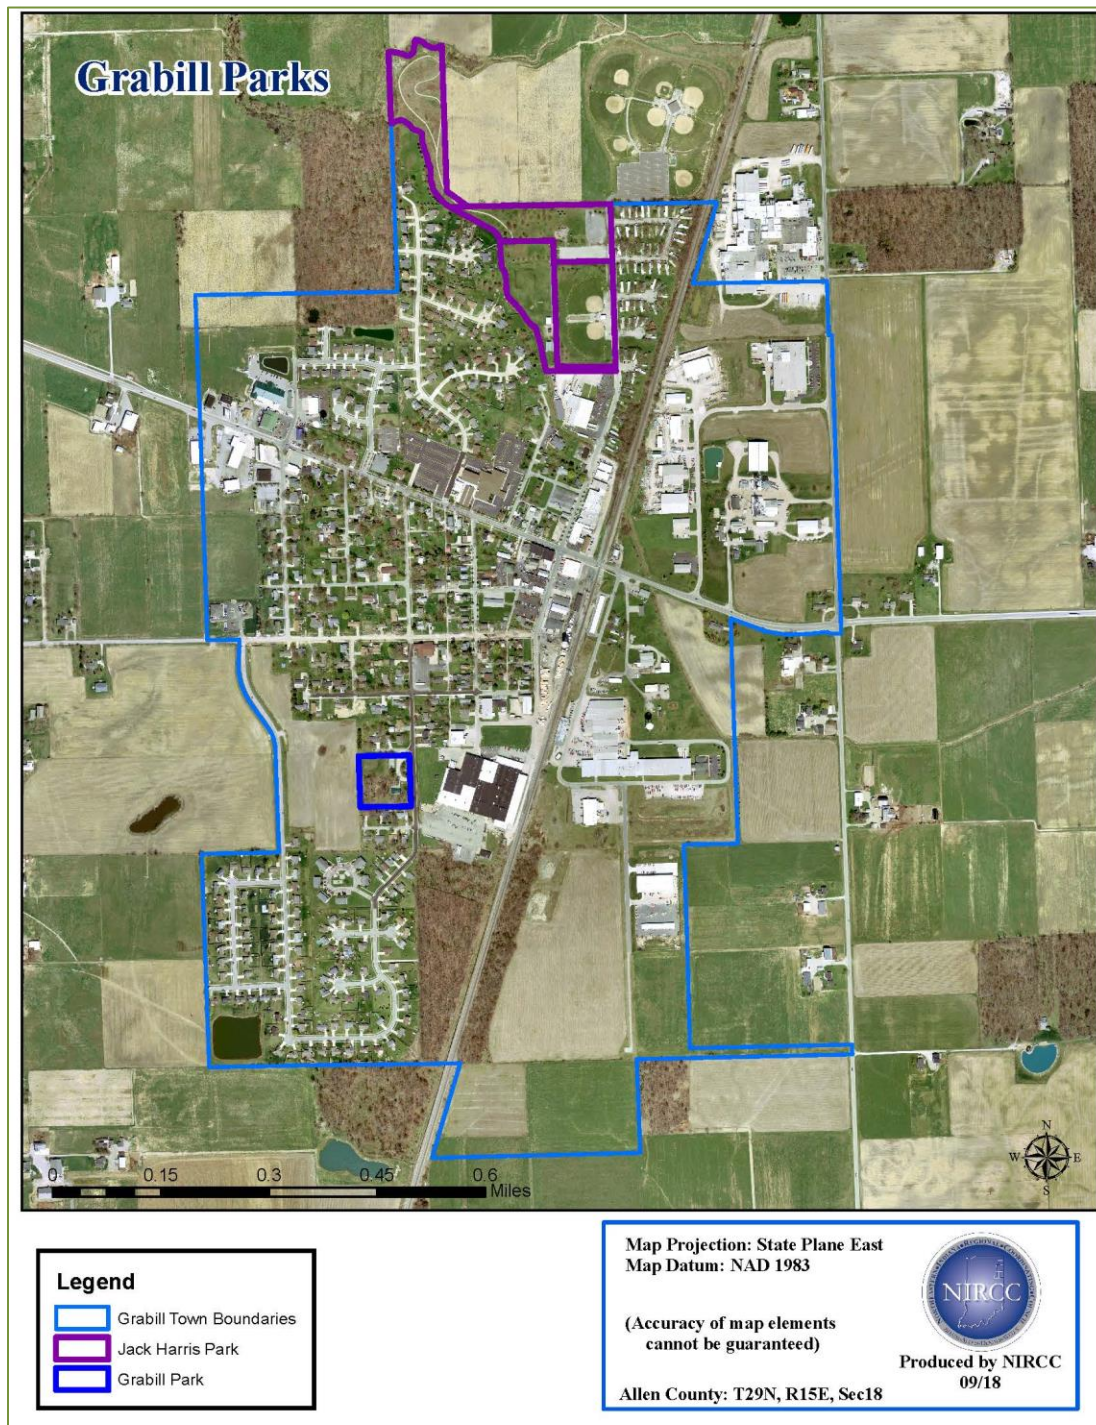 Grabill Parks
N
W E
S
0 0.15 0.3 0.45 0.6
Miles
Legend
Grabill Town Boundaries
Jack Harris Park
Grabill Park
Map Projection: State Plane East
Map Datum: NAD 1983
(Accuracy of map elements
cannot be guaranteed)
Allen County: T29N, R15E, Sec18
NIRCC
Produced by NIRCC
09/18